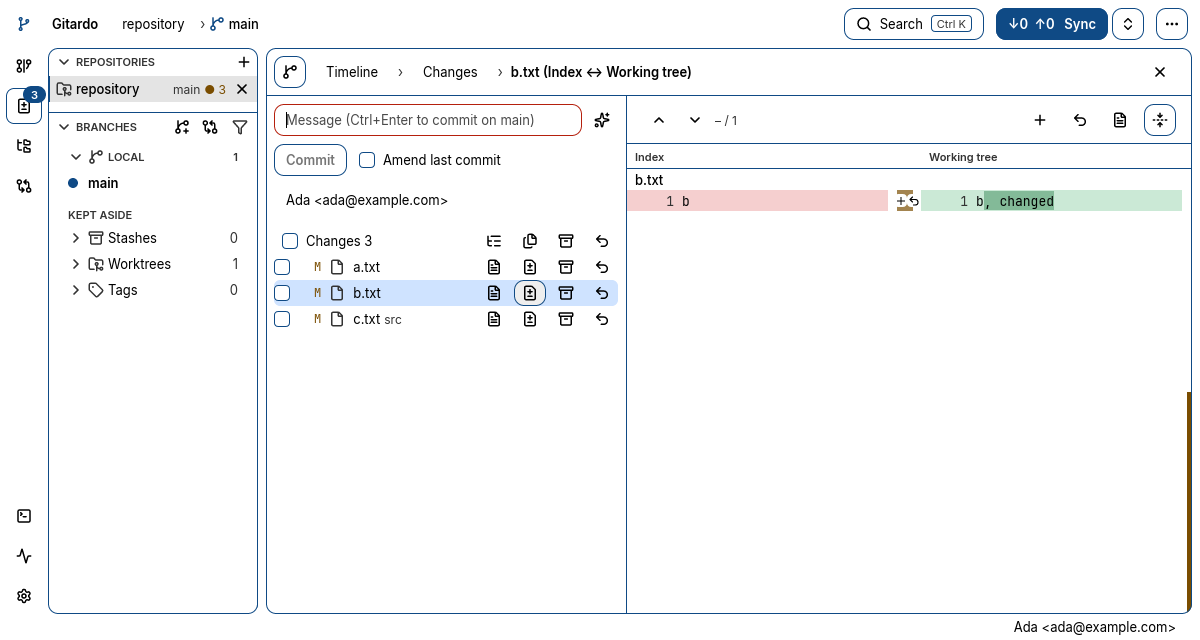 Gitardo repository › main Search Ctrl K ↓0 ↑0 Sync
REPOSITORIES
repository main 3
3
BRANCHES
LOCAL 1
main
KEPT ASIDE
Stashes 0
Worktrees 1
Tags 0
Timeline › Changes › b.txt (Index ↔ Working tree)
Message (Ctrl+Enter to commit on main)
Commit Amend last commit
Ada <ada@example.com>
Changes 3
M a.txt
M b.txt
M c.txt src
– / 1
Index Working tree
b.txt
1 b 1 b, changed
Ada <ada@example.com>